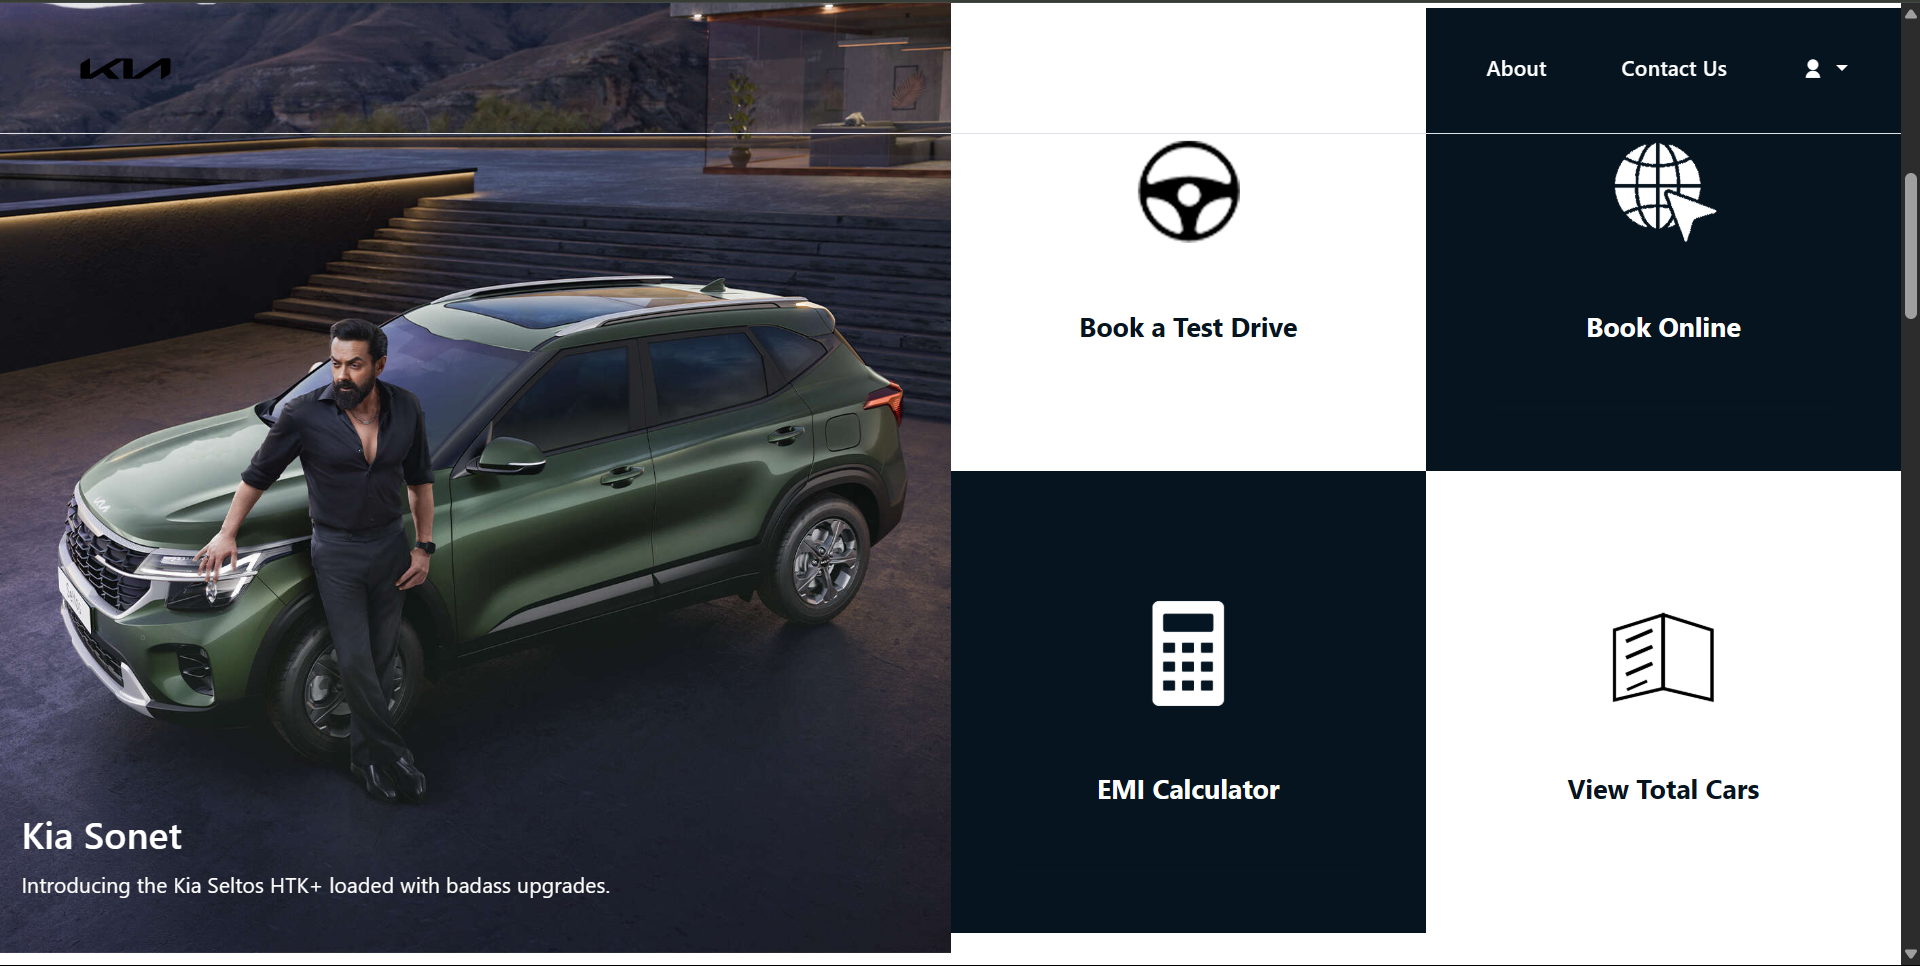 KIA
About
Contact Us
Book a Test Drive
Book Online
EMI Calculator
View Total Cars
Kia Sonet
Introducing the Kia Seltos HTK+ loaded with badass upgrades.